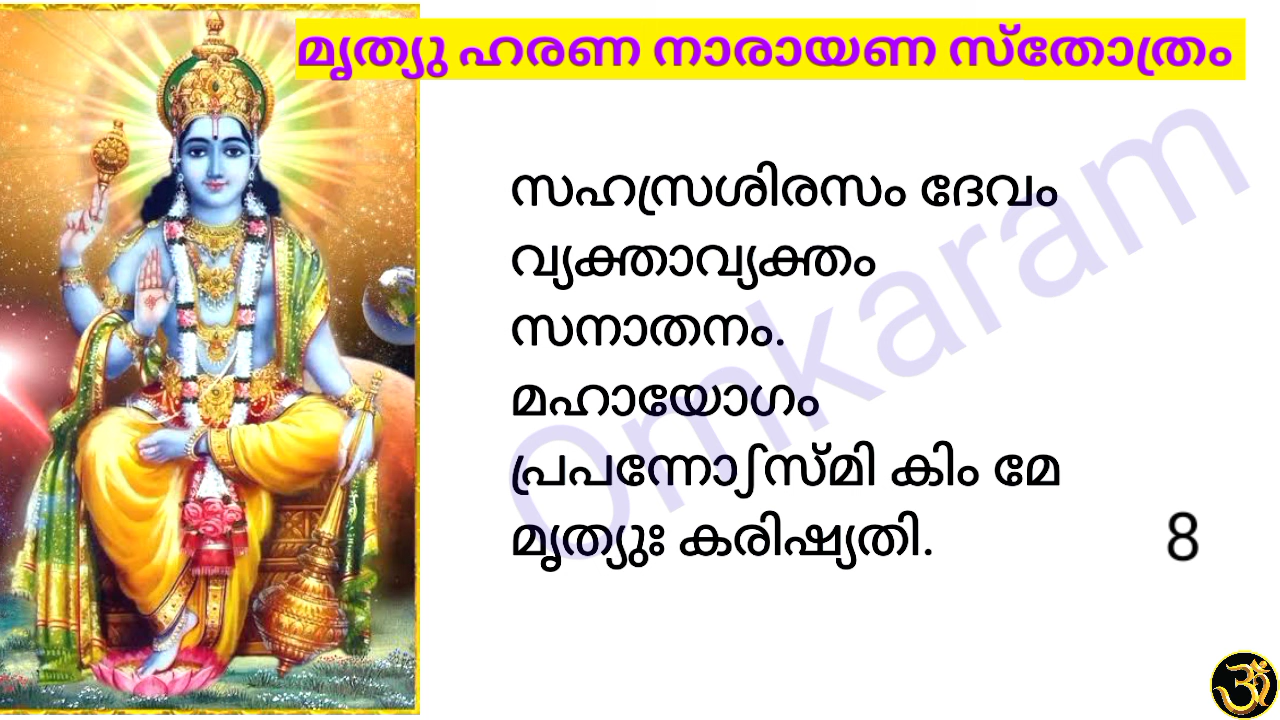 മൃത്യു ഹരണ നാരായണ സ്തോത്രം
സഹസ്രശിരസം ദേവം
വ്യക്താവ്യക്തം
സനാതനം.
മഹായോഗം
പ്രപന്നോഽസ്മി കിം മേ
മൃത്യുഃ കരിഷ്യതി.
8
Omkaram
ॐ